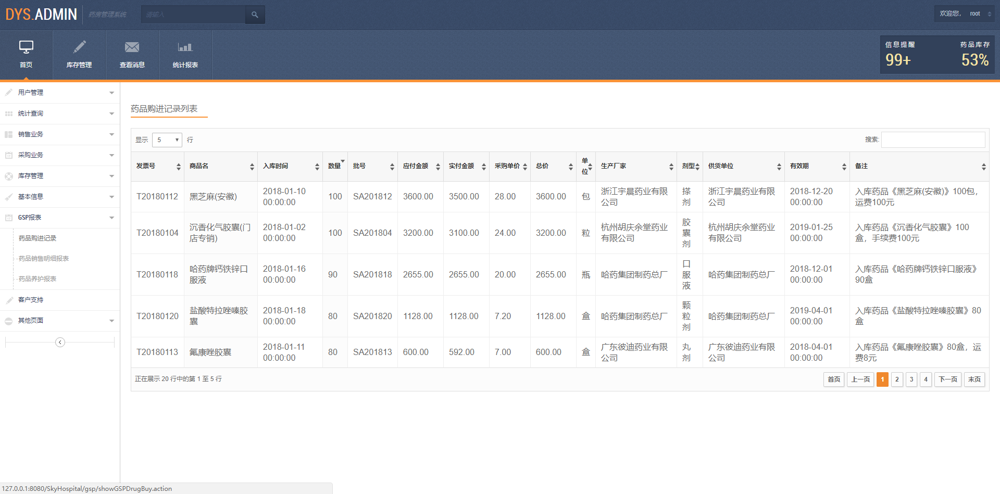 DYS.ADMIN 药房管理系统 请输入 欢迎您, root
首页 库存管理 查看消息 统计报表
信息提醒 药品库存
99+ 53%
用户管理
统计查询
销售业务
采购业务
库存管理
基本信息
GSP报表
药品购进记录
药品销售明细报表
药品养护报表
客户支持
其他页面
药品购进记录列表
显示 5 行 搜索:
发票号 商品名 入库时间 数量 批号 应付金额 实付金额 采购单价 总价 单位 生产厂家 剂型 供货单位 有效期 备注
T20180112 黑芝麻(安徽) 2018-01-10 00:00:00 100 SA201812 3600.00 3500.00 28.00 3600.00 包 浙江宇晨药业有限公司 搽剂 浙江宇晨药业有限公司 2018-12-20 00:00:00 入库药品《黑芝麻(安徽)》100包，运费100元
T20180104 沉香化气胶囊(门店专销) 2018-01-02 00:00:00 100 SA201804 3200.00 3100.00 24.00 3200.00 粒 杭州胡庆余堂药业有限公司 胶囊剂 杭州胡庆余堂药业有限公司 2019-01-25 00:00:00 入库药品《沉香化气胶囊》100盒，手续费100元
T20180118 哈药牌钙铁锌口服液 2018-01-16 00:00:00 90 SA201818 2655.00 2655.00 20.00 2655.00 瓶 哈药集团制药总厂 口服液 哈药集团制药总厂 2018-12-01 00:00:00 入库药品《哈药牌钙铁锌口服液》90盒
T20180120 盐酸特拉唑嗪胶囊 2018-01-18 00:00:00 80 SA201820 1128.00 1128.00 7.20 1128.00 盒 哈药集团制药总厂 颗粒剂 哈药集团制药总厂 2019-04-01 00:00:00 入库药品《盐酸特拉唑嗪胶囊》80盒
T20180113 氟康唑胶囊 2018-01-11 00:00:00 80 SA201813 600.00 592.00 7.00 600.00 盒 广东彼迪药业有限公司 丸剂 广东彼迪药业有限公司 2018-04-01 00:00:00 入库药品《氟康唑胶囊》80盒，运费8元
正在展示 20 行中的第 1 至 5 行 首页 上一页 1 2 3 4 下一页 末页
127.0.0.1:8080/SkyHospital/gsp/showGSPDrugBuy.action